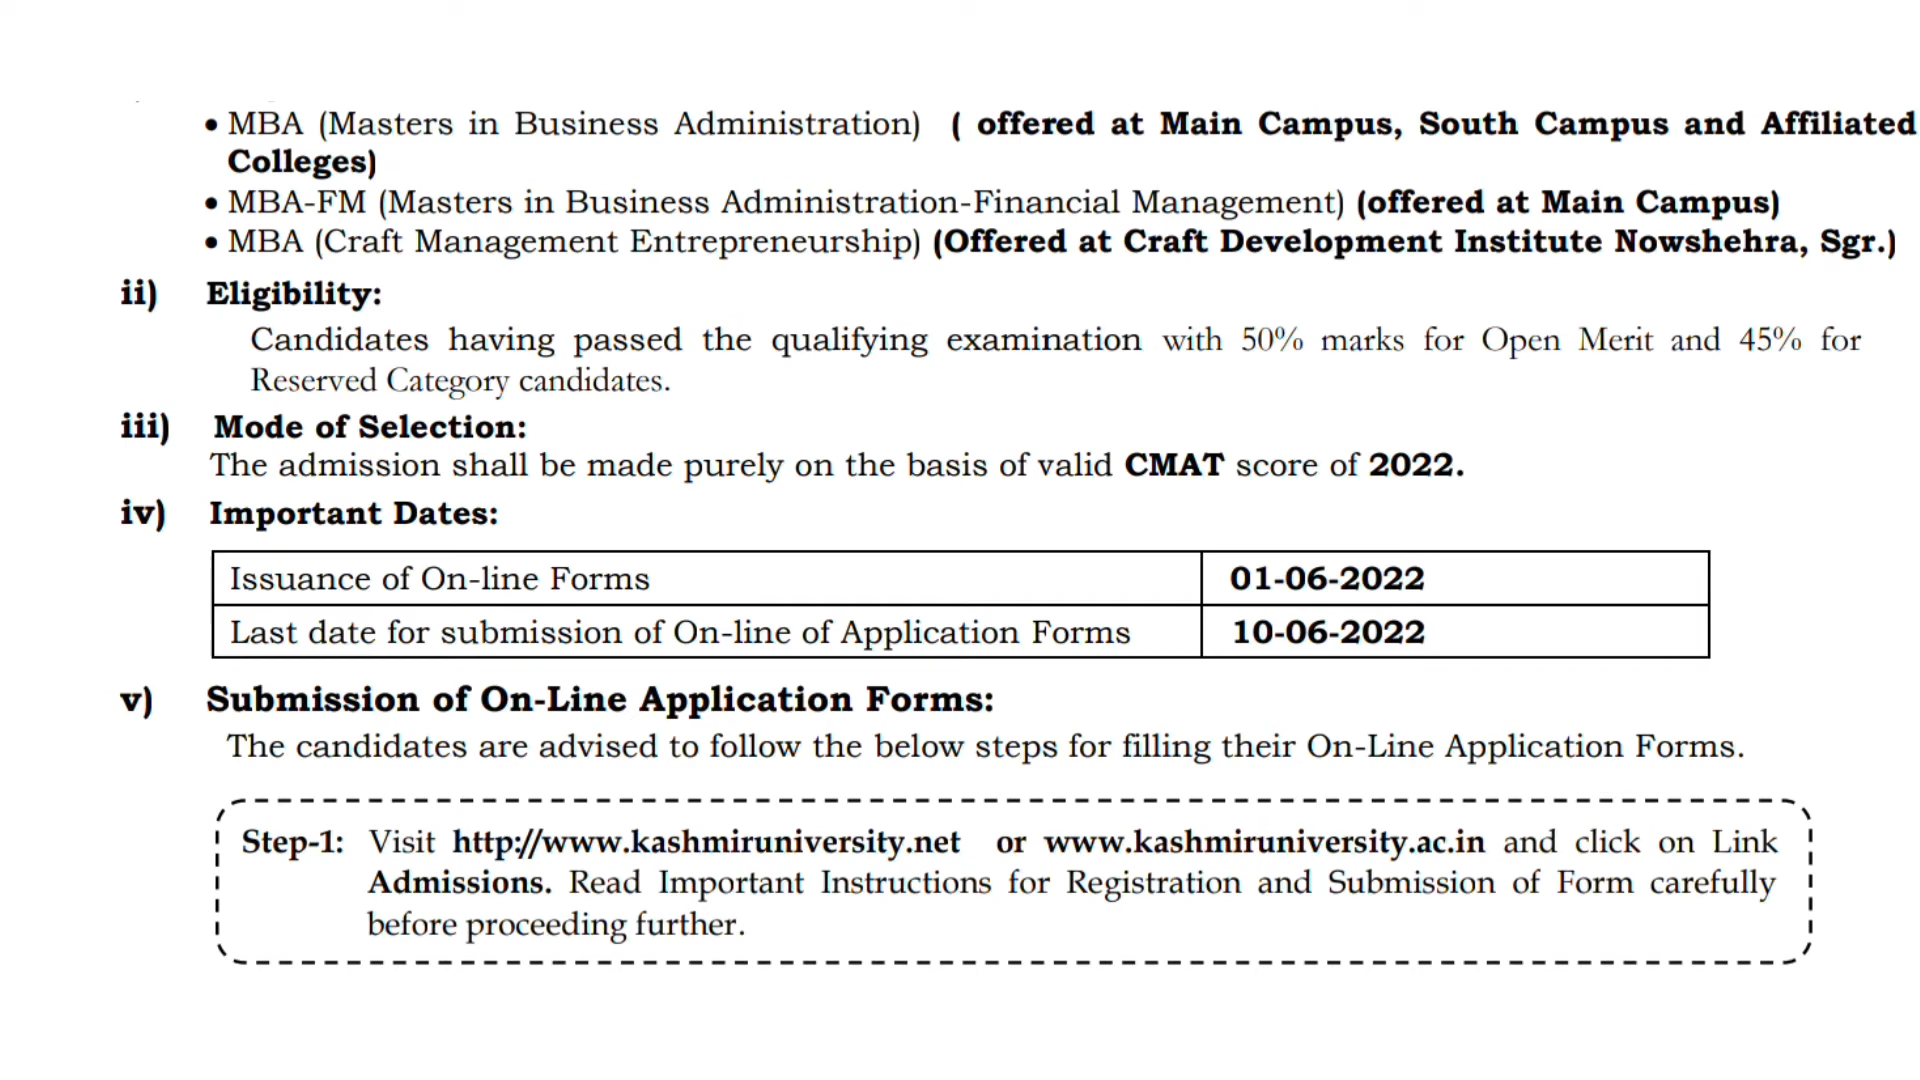 • MBA (Masters in Business Administration) ( offered at Main Campus, South Campus and Affiliated
Colleges)
• MBA-FM (Masters in Business Administration-Financial Management) (offered at Main Campus)
• MBA (Craft Management Entrepreneurship) (Offered at Craft Development Institute Nowshehra, Sgr.)
ii) Eligibility:
Candidates having passed the qualifying examination with 50% marks for Open Merit and 45% for
Reserved Category candidates.
iii) Mode of Selection:
The admission shall be made purely on the basis of valid CMAT score of 2022.
iv) Important Dates:
Issuance of On-line Forms 01-06-2022
Last date for submission of On-line of Application Forms 10-06-2022
v) Submission of On-Line Application Forms:
The candidates are advised to follow the below steps for filling their On-Line Application Forms.
Step-1: Visit http://www.kashmiruniversity.net or www.kashmiruniversity.ac.in and click on Link
Admissions. Read Important Instructions for Registration and Submission of Form carefully
before proceeding further.